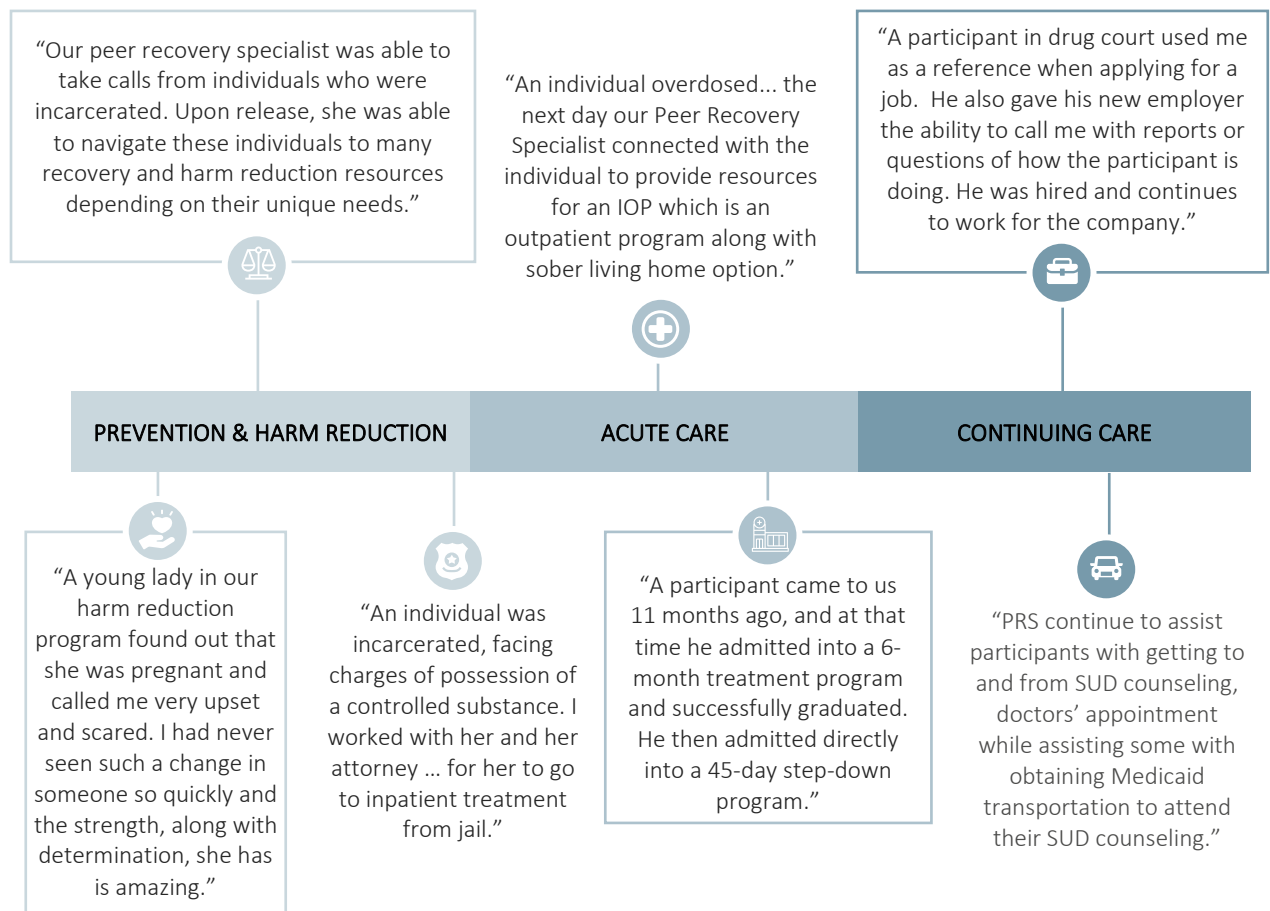 “Our peer recovery specialist was able to
take calls from individuals who were
incarcerated. Upon release, she was able
to navigate these individuals to many
recovery and harm reduction resources
depending on their unique needs.”
“An individual overdosed... the
next day our Peer Recovery
Specialist connected with the
individual to provide resources
for an IOP which is an
outpatient program along with
sober living home option.”
“A participant in drug court used me
as a reference when applying for a
job.  He also gave his new employer
the ability to call me with reports or
questions of how the participant is
doing. He was hired and continues
to work for the company.”
PREVENTION & HARM REDUCTION
ACUTE CARE
CONTINUING CARE
“A young lady in our
harm reduction
program found out that
she was pregnant and
called me very upset
and scared. I had never
seen such a change in
someone so quickly and
the strength, along with
determination, she has
is amazing.”
“An individual was
incarcerated, facing
charges of possession of
a controlled substance. I
worked with her and her
attorney ... for her to go
to inpatient treatment
from jail.”
“A participant came to us
11 months ago, and at that
time he admitted into a 6-
month treatment program
and successfully graduated.
He then admitted directly
into a 45-day step-down
program.”
“PRS continue to assist
participants with getting to
and from SUD counseling,
doctors’ appointment
while assisting some with
obtaining Medicaid
transportation to attend
their SUD counseling.”